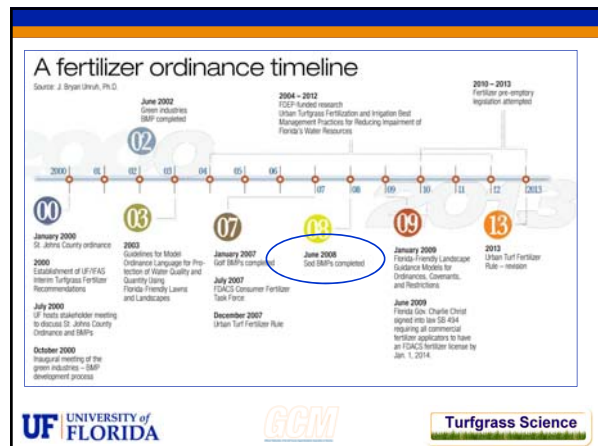 A fertilizer ordinance timeline
Source: J. Bryan Unruh, Ph.D.
June 2002
Green industries
BMP completed
2004 – 2012
FDEP-funded research
Urban Turfgrass Fertilization and Irrigation Best
Management Practices for Reducing Impairment of
Florida's Water Resources
2010 – 2013
Fertilizer pre-emptory
legislation attempted
02
2000
01
02
03
04
05
06
07
08
09
10
11
12
2013
00
January 2000
St. Johns County ordinance
2000
Establishment of UF/IFAS
Interim Turfgrass Fertilizer
Recommendations
July 2000
UF hosts stakeholder meeting
to discuss St. Johns County
Ordinance and BMPs
October 2000
Inaugural meeting of the
green industries – BMP
development process
03
2003
Guidelines for Model
Ordinance Language for Pro-
tection of Water Quality and
Quantity Using
Florida-Friendly Lawns
and Landscapes
07
January 2007
Golf BMPs completed
July 2007
FDACS Consumer Fertilizer
Task Force
December 2007
Urban Turf Fertilizer Rule
08
June 2008
Sod BMPs completed
09
January 2009
Florida-Friendly Landscape
Guidance Models for
Ordinances, Covenants,
and Restrictions
June 2009
Florida Gov. Charlie Christ
signed into law SB 494
requiring all commercial
fertilizer applicators to have
an FDACS fertilizer license by
Jan. 1, 2014
13
2013
Urban Turf Fertilizer
Rule – revision
UF UNIVERSITY of
FLORIDA
GCM
Turfgrass Science